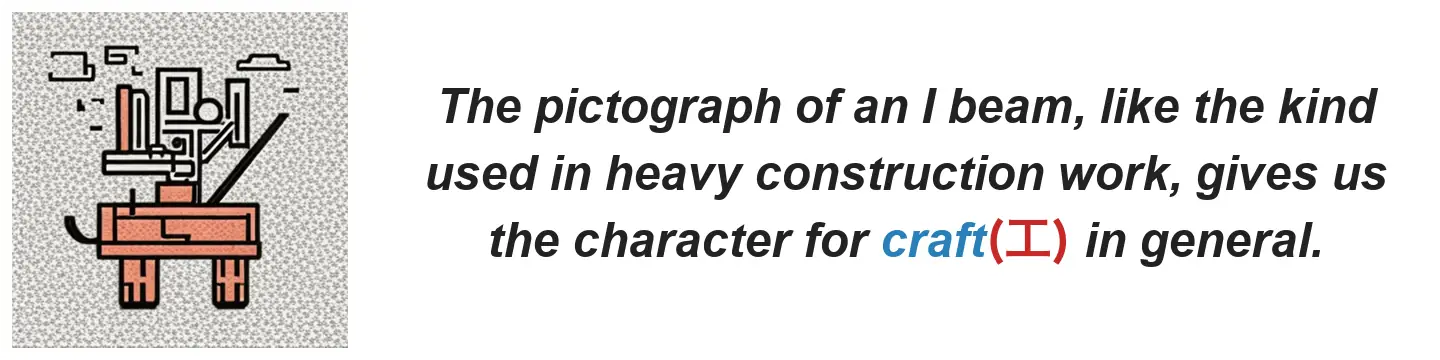 The pictograph of an I beam, like the kind
used in heavy construction work, gives us
the character for craft(工) in general.